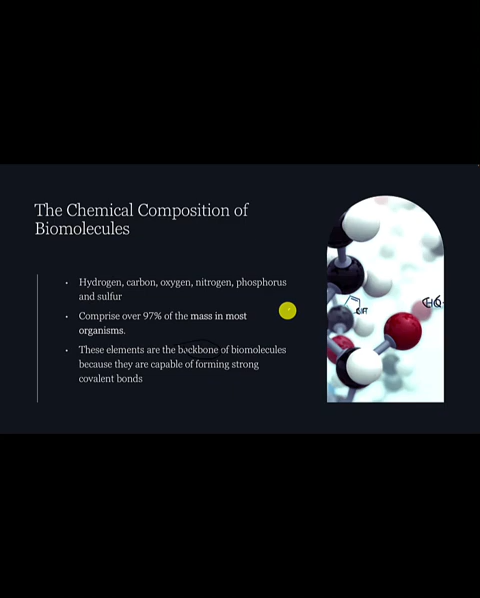 The Chemical Composition of
Biomolecules
• Hydrogen, carbon, oxygen, nitrogen, phosphorus
and sulfur
• Comprise over 97% of the mass in most
organisms.
• These elements are the backbone of biomolecules
because they are capable of forming strong
covalent bonds